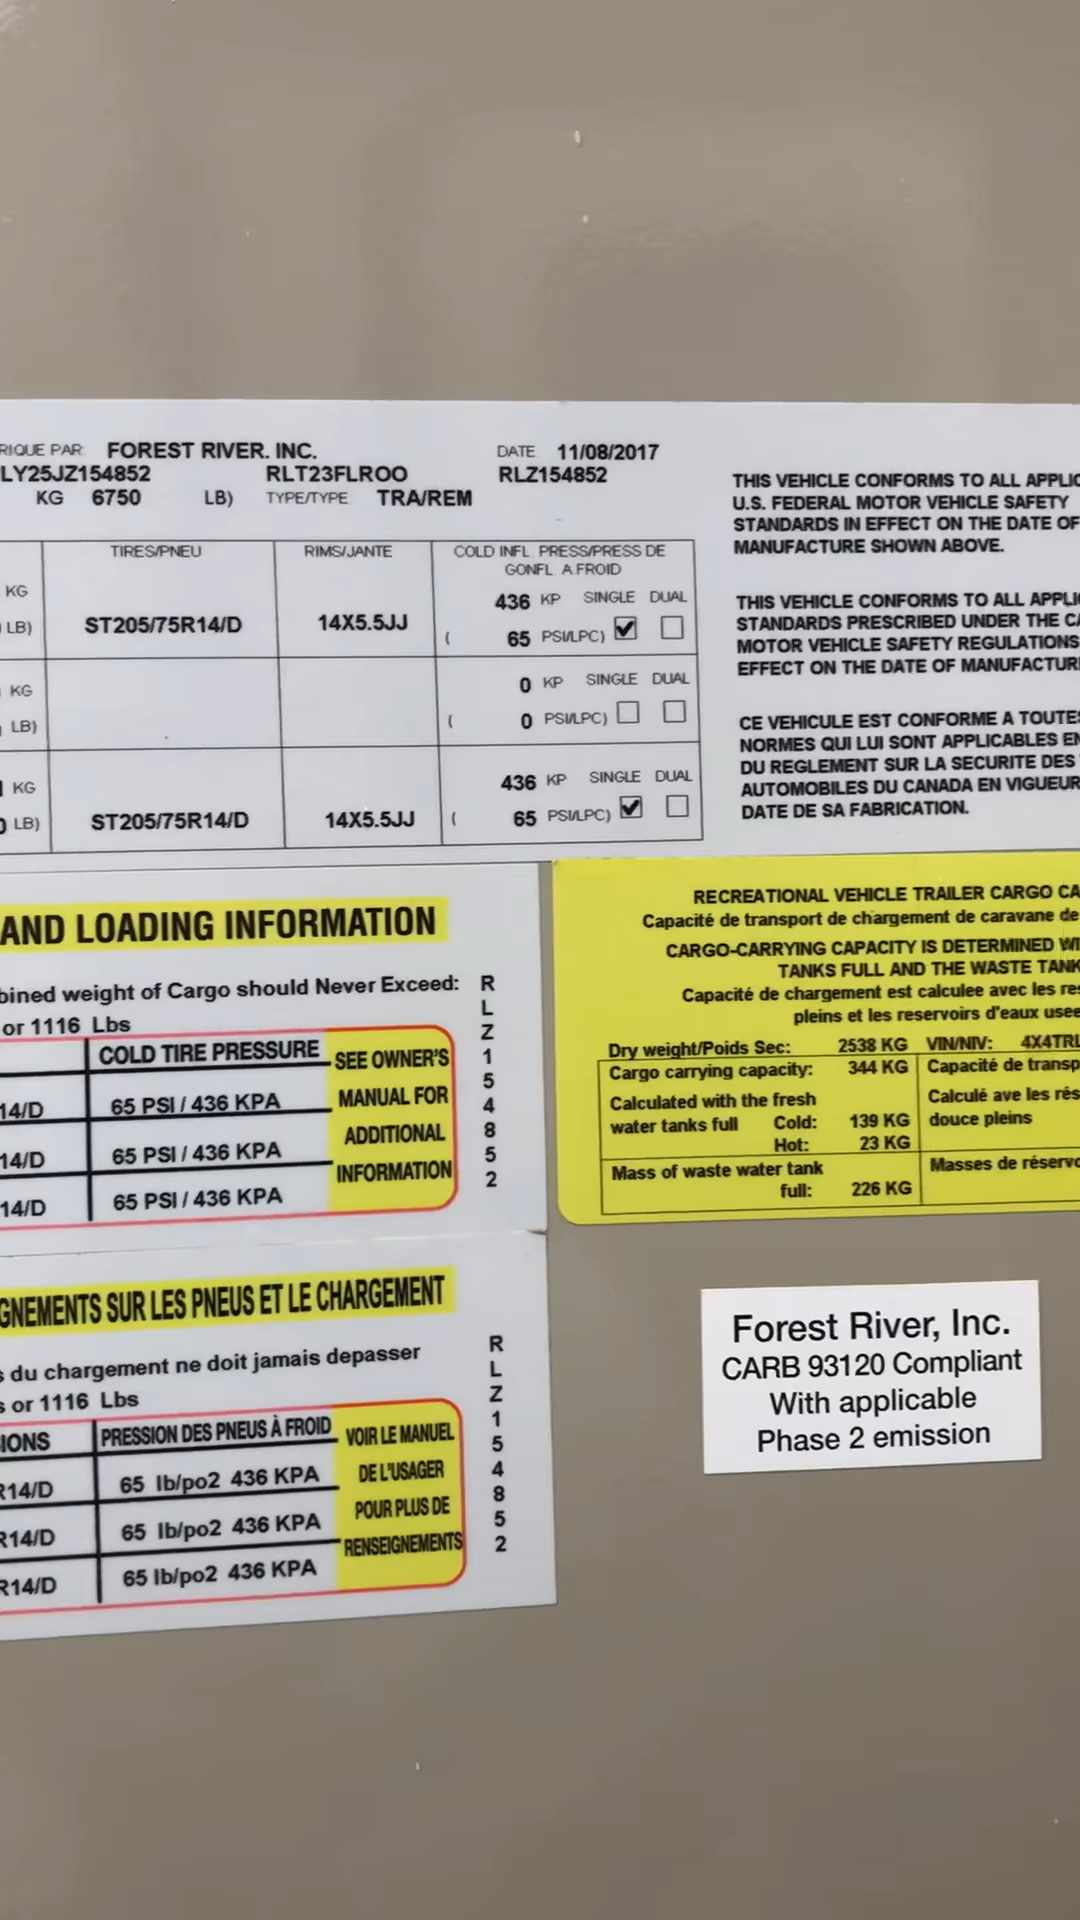 RIQUE PAR: FOREST RIVER. INC. DATE 11/08/2017
LY25JZ154852 RLT23FLROO RLZ154852
KG 6750 LB) TYPE/TYPE TRA/REM
TIRES/PNEU RIMS/JANTE COLD INFL. PRESS/PRESS DE
GONFL. A FROID
KG 436 KP SINGLE DUAL
LB) ST205/75R14/D 14X5.5JJ ( 65 PSI/LPC)
KG 0 KP SINGLE DUAL
LB) ( 0 PSI/LPC)
KG 436 KP SINGLE DUAL
LB) ST205/75R14/D 14X5.5JJ ( 65 PSI/LPC)
THIS VEHICLE CONFORMS TO ALL APPLIC
U.S. FEDERAL MOTOR VEHICLE SAFETY
STANDARDS IN EFFECT ON THE DATE OF
MANUFACTURE SHOWN ABOVE.
THIS VEHICLE CONFORMS TO ALL APPLI
STANDARDS PRESCRIBED UNDER THE CA
MOTOR VEHICLE SAFETY REGULATIONS
EFFECT ON THE DATE OF MANUFACTUR
CE VEHICULE EST CONFORME A TOUTE
NORMES QUI LUI SONT APPLICABLES EN
DU REGLEMENT SUR LA SECURITE DES
AUTOMOBILES DU CANADA EN VIGUEUR
DATE DE SA FABRICATION.
AND LOADING INFORMATION
bined weight of Cargo should Never Exceed:
or 1116 Lbs
COLD TIRE PRESSURE
14/D 65 PSI / 436 KPA
14/D 65 PSI / 436 KPA
14/D 65 PSI / 436 KPA
SEE OWNER'S
MANUAL FOR
ADDITIONAL
INFORMATION
R
L
Z
1
5
4
8
5
2
RECREATIONAL VEHICLE TRAILER CARGO CA
Capacité de transport de chargement de caravane de
CARGO-CARRYING CAPACITY IS DETERMINED WI
TANKS FULL AND THE WASTE TANK
Capacité de chargement est calculee avec les res
pleins et les reservoirs d'eaux usee
Dry weight/Poids Sec: 2538 KG VIN/NIV: 4X4TRL
Cargo carrying capacity: 344 KG Capacité de transp
Calculated with the fresh Calculé ave les rés
water tanks full Cold: 139 KG douce pleins
Hot: 23 KG
Mass of waste water tank Masses de réservo
full: 226 KG
GNEMENTS SUR LES PNEUS ET LE CHARGEMENT
s du chargement ne doit jamais depasser
s or 1116 Lbs
IONS PRESSION DES PNEUS À FROID
R14/D 65 lb/po2 436 KPA
R14/D 65 lb/po2 436 KPA
R14/D 65 lb/po2 436 KPA
VOIR LE MANUEL
DE L'USAGER
POUR PLUS DE
RENSEIGNEMENTS
R
L
Z
1
5
4
8
5
2
Forest River, Inc.
CARB 93120 Compliant
With applicable
Phase 2 emission